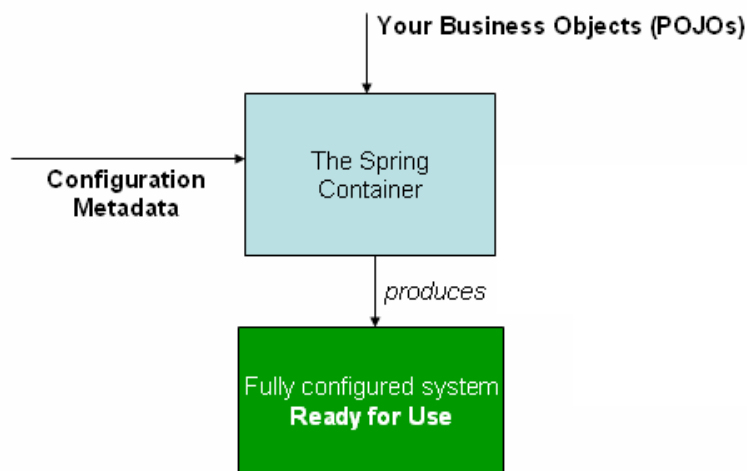 Your Business Objects (POJOs)
The Spring
Container
Configuration
Metadata
produces
Fully configured system
Ready for Use